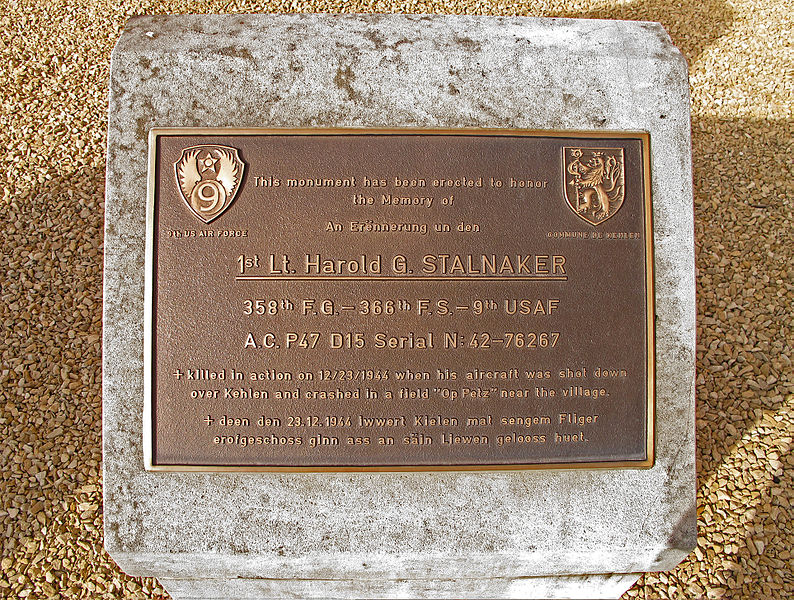 9
9th US AIR FORCE
COMMUNE DE KEHLEN
This monument has been erected to honor
the Memory of
An Erënnerung un den
1st Lt. Harold G. STALNAKER
358th F.G.–366th F.S.–9th USAF
A.C. P47 D15 Serial N: 42–76267
+ killed in action on 12/23/1944 when his aircraft was shot down
over Kehlen and crashed in a field "Op Petz" near the village.
+ deen den 23.12.1944 iwwert Kielen mat sengem Fliger
erofgeschoss ginn ass an säin Liewen gelooss huet.